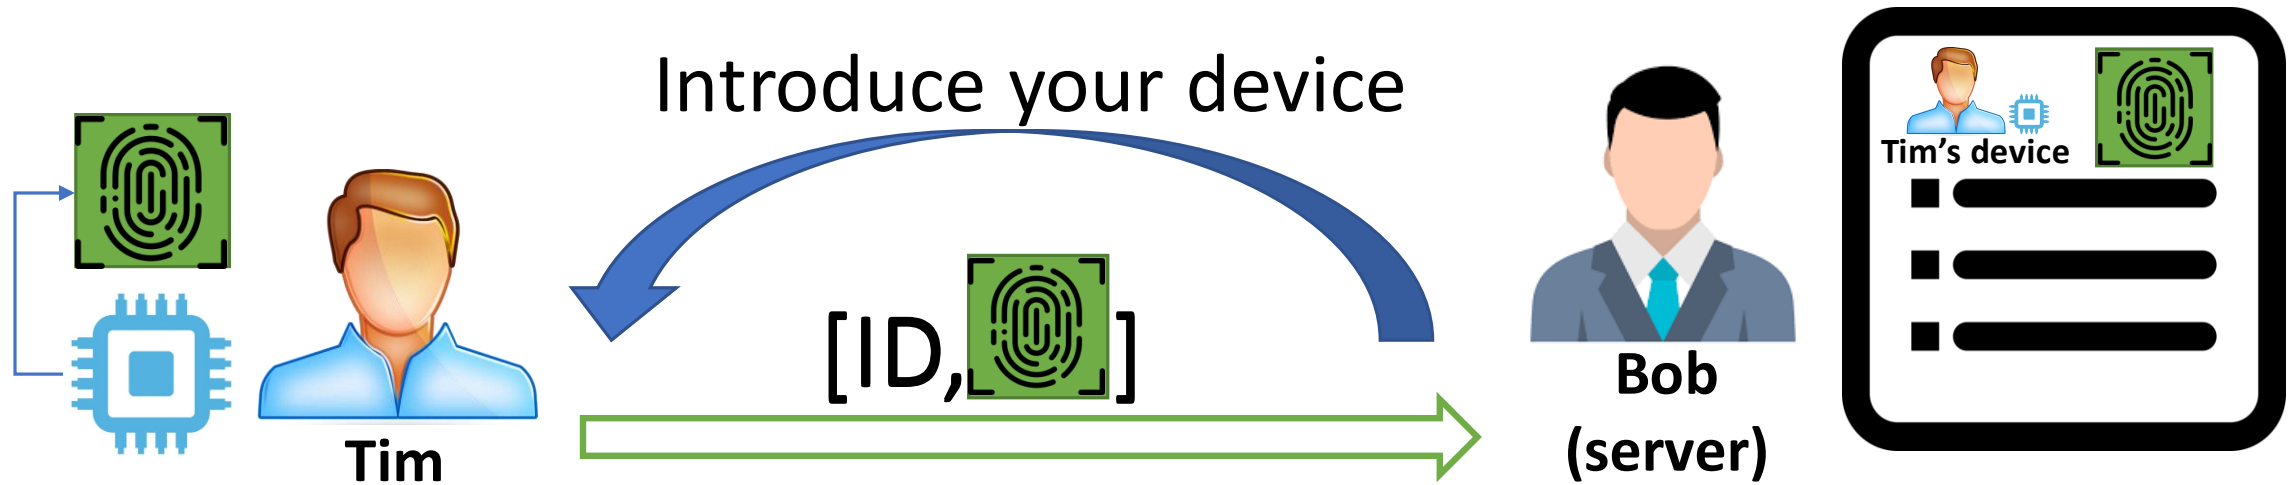 Introduce your device
[ID, ]
Tim
Bob
(server)
Tim's device